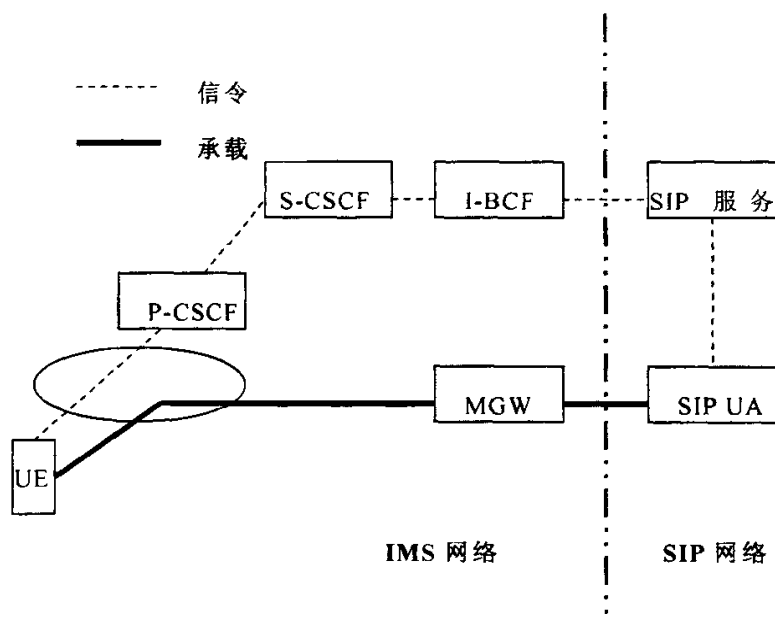 信令
承载
S-CSCF
I-BCF
SIP 服务
P-CSCF
MGW
SIP UA
UE
IMS 网络
SIP 网络